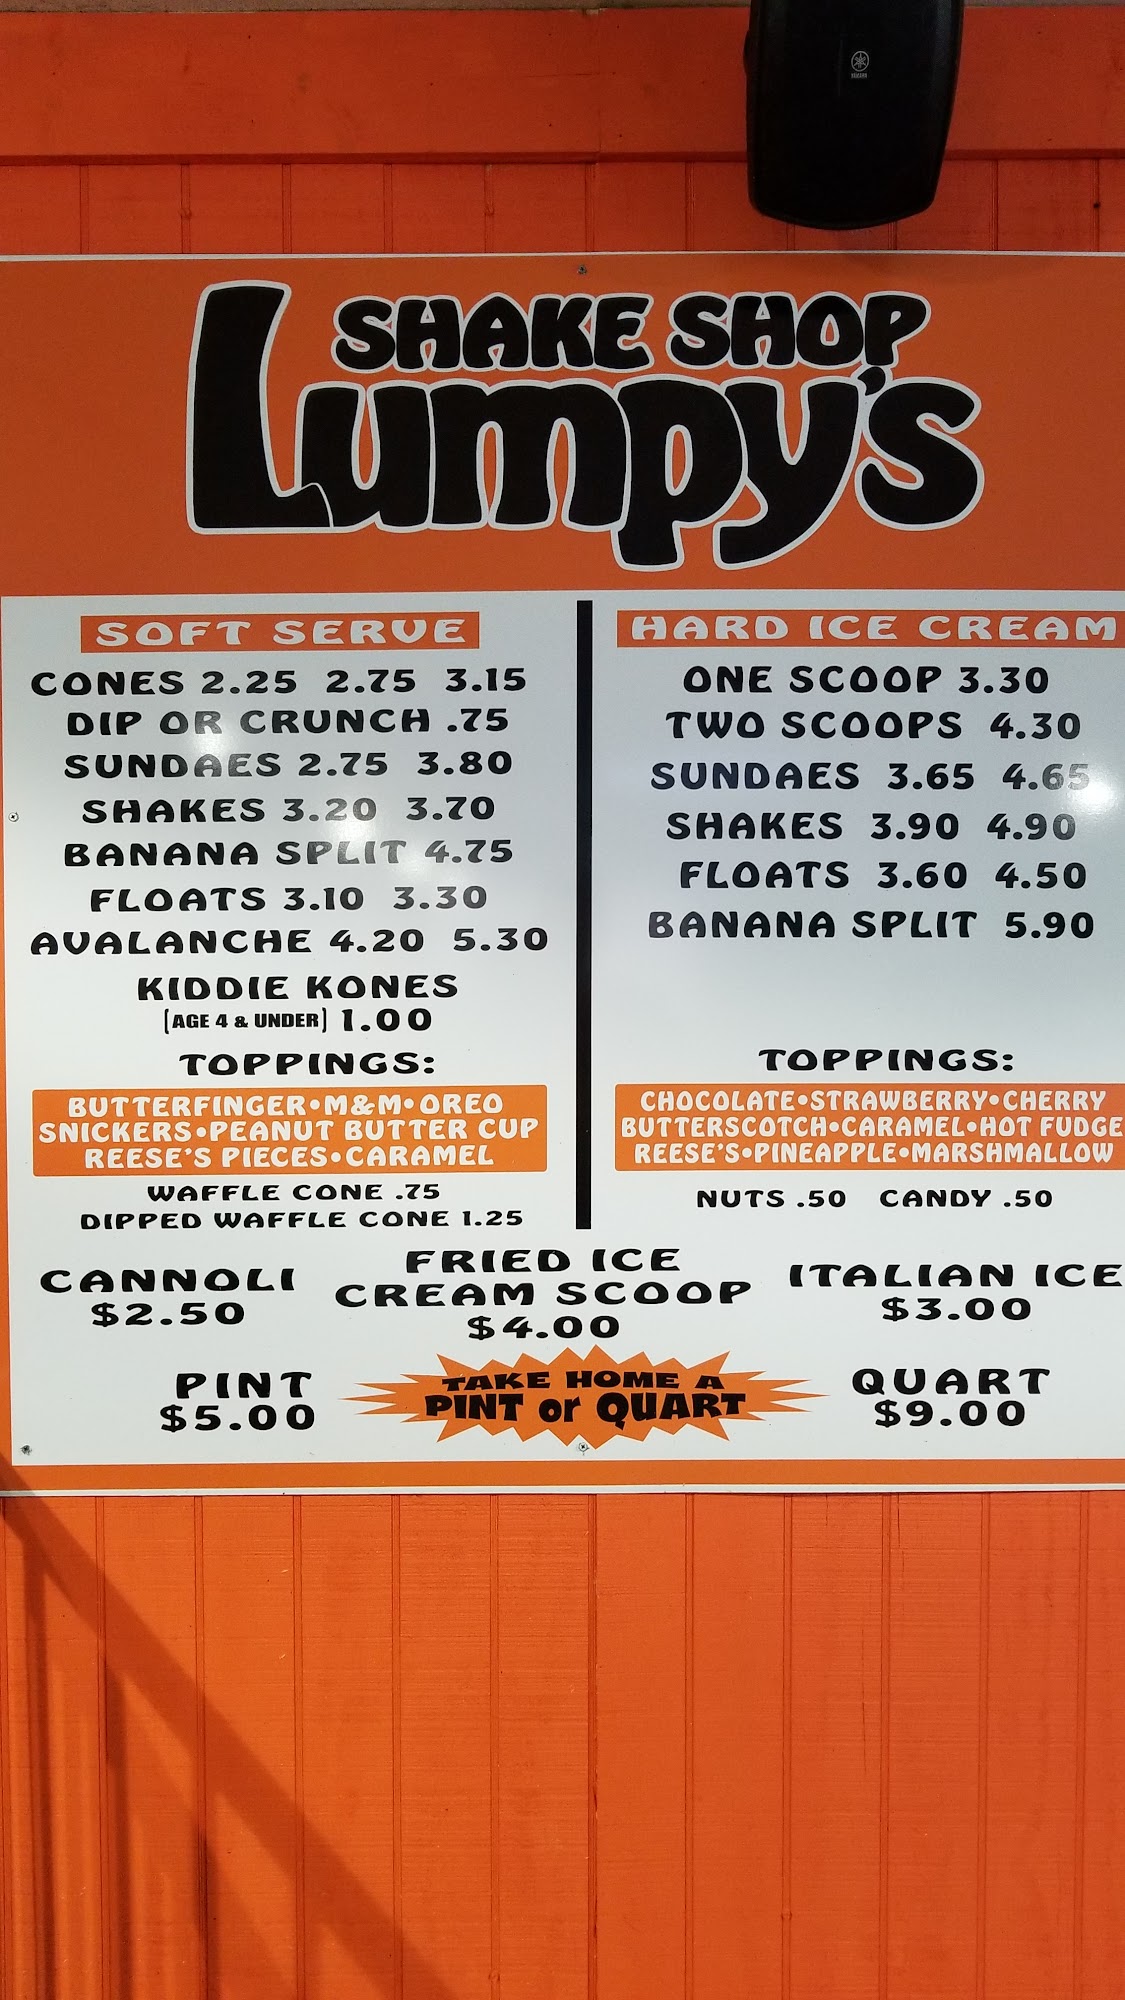 SHAKE SHOP
Lumpy's
SOFT SERVE
CONES 2.25 2.75 3.15
DIP OR CRUNCH .75
SUNDAES 2.75 3.80
SHAKES 3.20 3.70
BANANA SPLIT 4.75
FLOATS 3.10 3.30
AVALANCHE 4.20 5.30
KIDDIE KONES
(AGE 4 & UNDER) 1.00
TOPPINGS:
BUTTERFINGER•M&M•OREO
SNICKERS•PEANUT BUTTER CUP
REESE'S PIECES•CARAMEL
WAFFLE CONE .75
DIPPED WAFFLE CONE 1.25
HARD ICE CREAM
ONE SCOOP 3.30
TWO SCOOPS 4.30
SUNDAES 3.65 4.65
SHAKES 3.90 4.90
FLOATS 3.60 4.50
BANANA SPLIT 5.90
TOPPINGS:
CHOCOLATE•STRAWBERRY•CHERRY
BUTTERSCOTCH•CARAMEL•HOT FUDGE
REESE'S•PINEAPPLE•MARSHMALLOW
NUTS .50 CANDY .50
CANNOLI
$2.50
FRIED ICE
CREAM SCOOP
$4.00
ITALIAN ICE
$3.00
PINT
$5.00
TAKE HOME A
PINT or QUART
QUART
$9.00
YAMAHA